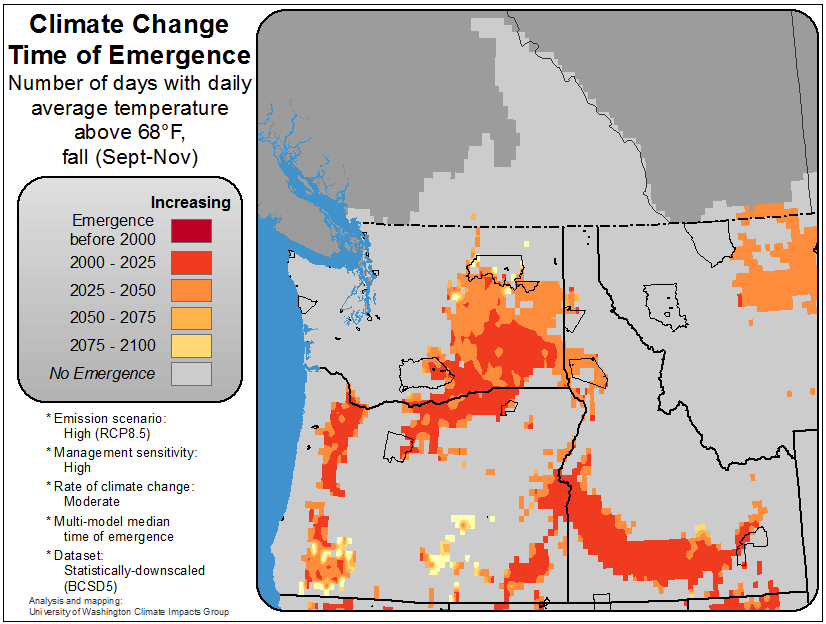 Climate Change
Time of Emergence
Number of days with daily
average temperature
above 68°F,
fall (Sept-Nov)
Increasing
Emergence
before 2000
2000 - 2025
2025 - 2050
2050 - 2075
2075 - 2100
No Emergence
* Emission scenario:
High (RCP8.5)
* Management sensitivity:
High
* Rate of climate change:
Moderate
* Multi-model median
time of emergence
* Dataset:
Statistically-downscaled
(BCSD5)
Analysis and mapping:
University of Washington Climate Impacts Group